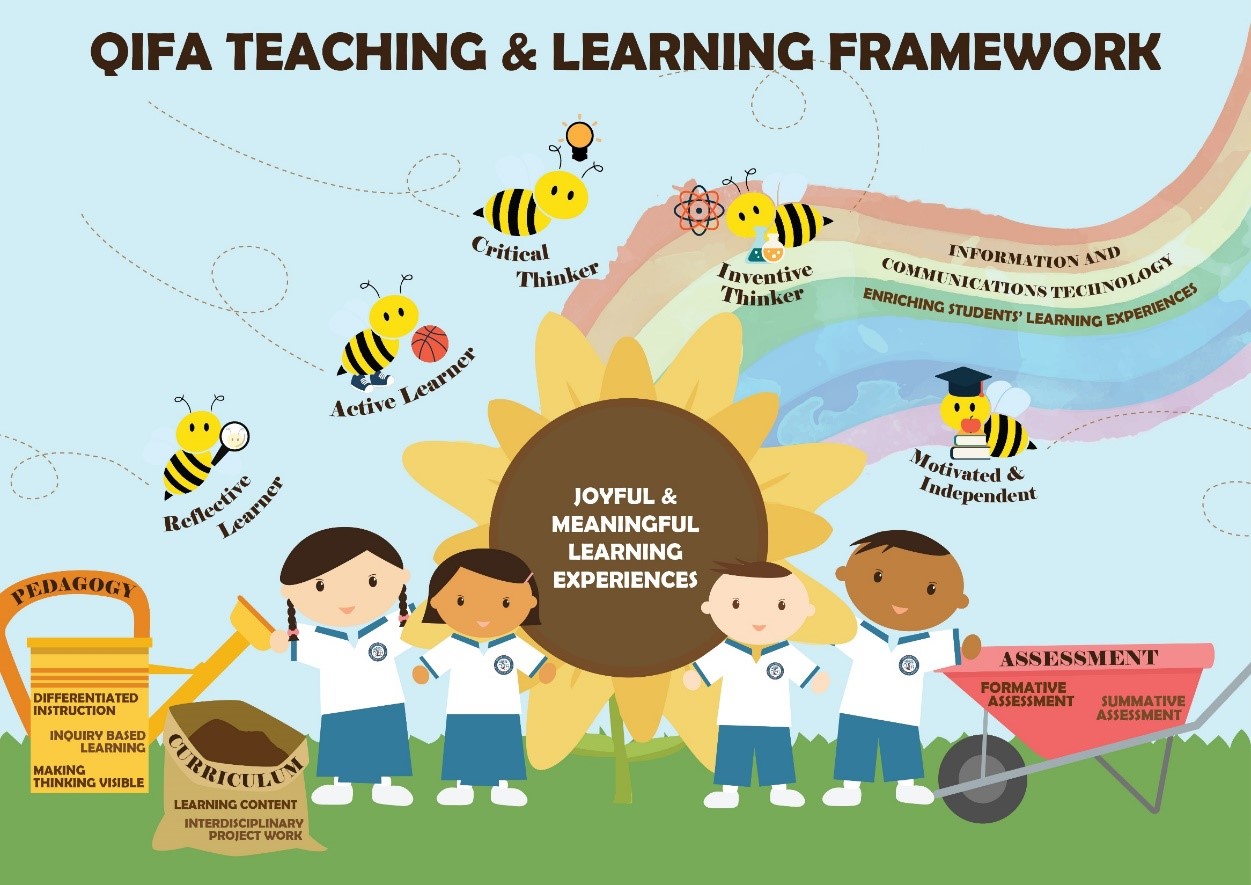 QIFA TEACHING & LEARNING FRAMEWORK
Critical
Thinker
Inventive
Thinker
INFORMATION AND
COMMUNICATIONS TECHNOLOGY
ENRICHING STUDENTS' LEARNING EXPERIENCES
Active Learner
Reflective
Learner
Motivated &
Independent
JOYFUL &
MEANINGFUL
LEARNING
EXPERIENCES
PEDAGOGY
DIFFERENTIATED
INSTRUCTION
INQUIRY BASED
LEARNING
MAKING
THINKING VISIBLE
CURRICULUM
LEARNING CONTENT
INTERDISCIPLINARY
PROJECT WORK
ASSESSMENT
FORMATIVE
ASSESSMENT
SUMMATIVE
ASSESSMENT